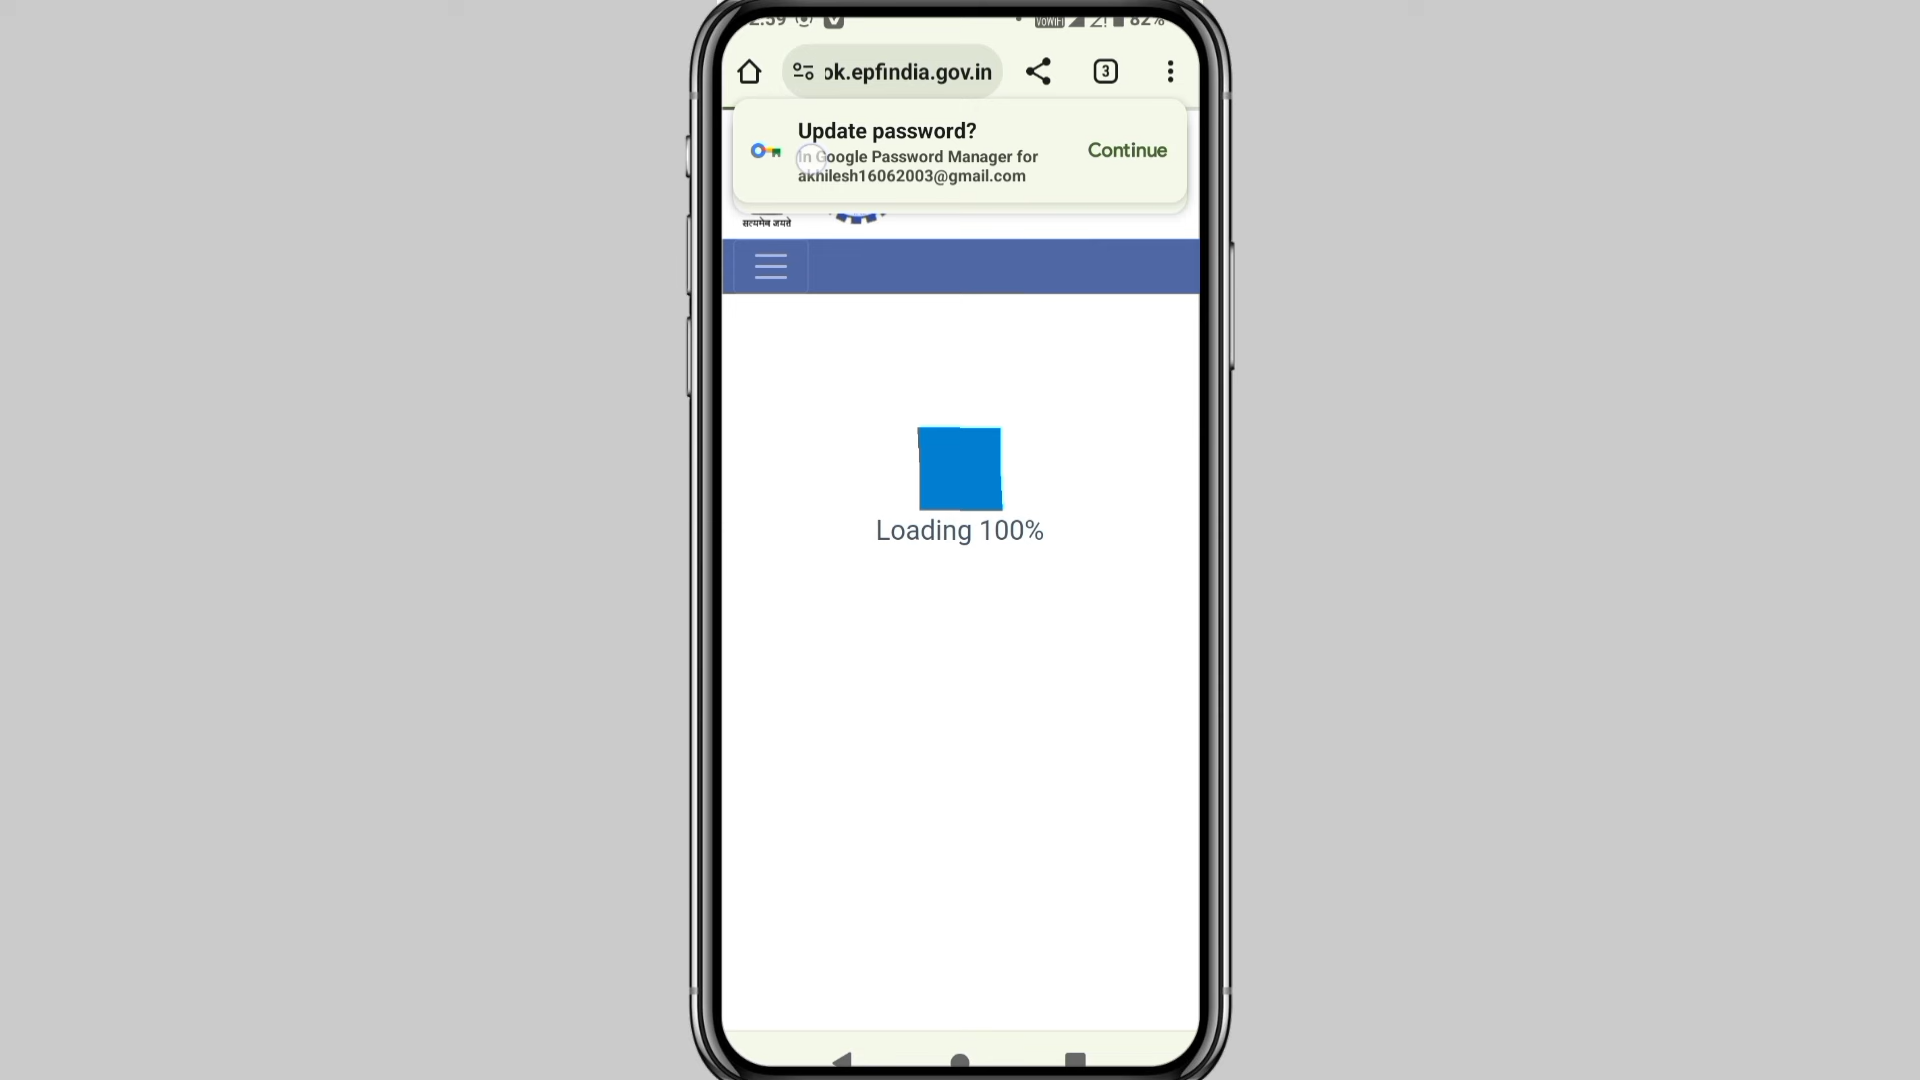 ok.epfindia.gov.in
3
Update password?
In Google Password Manager for
akhilesh16062003@gmail.com
Continue
सत्यमेव जयते
Loading 100%